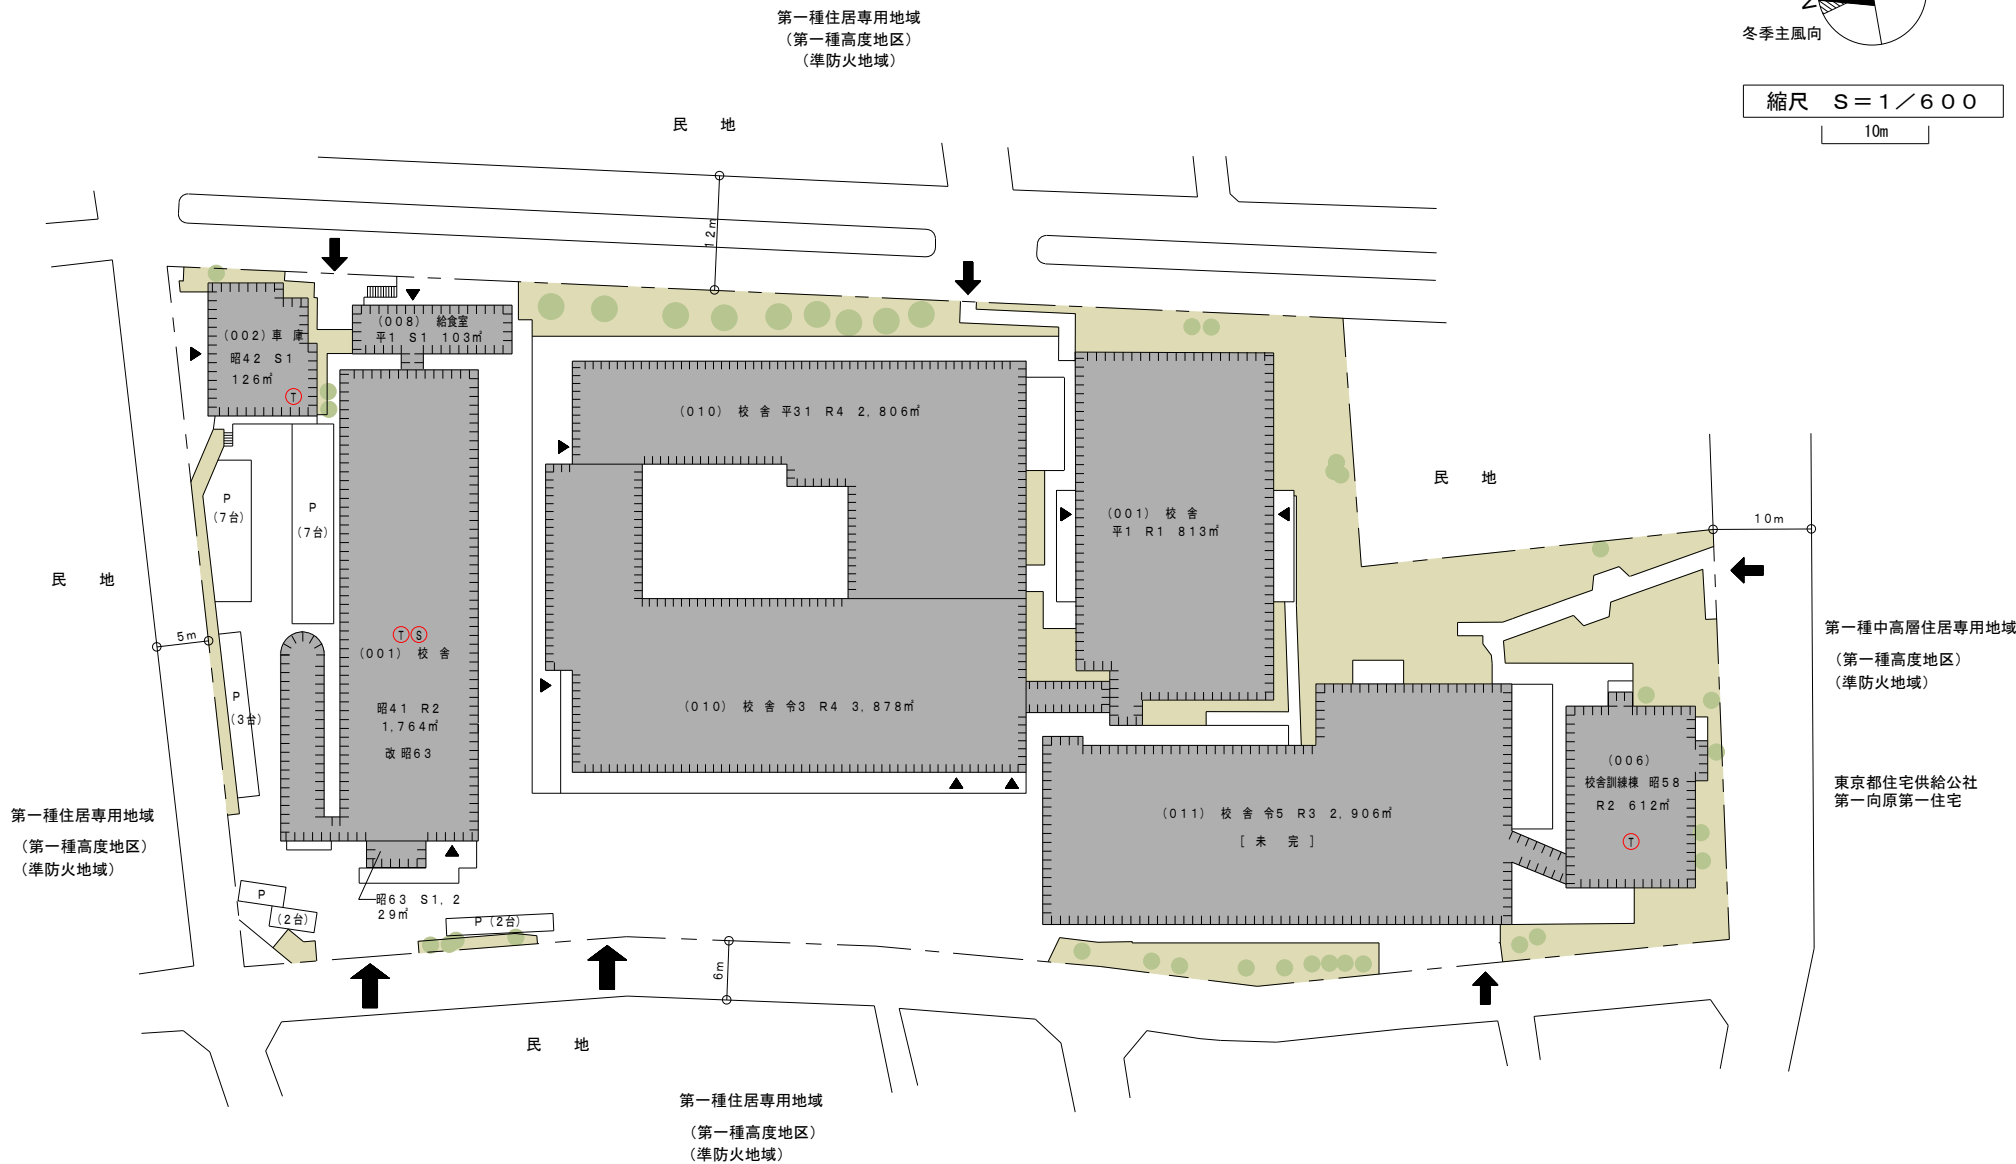 第一種住居専用地域
（第一種高度地区）
（準防火地域）
冬季主風向
縮尺　Ｓ＝１／６００
10m
民　地
12m
(008)　給食室
平1　S1　103㎡
(002)車　庫
昭42　S1
126㎡
T
(010)　校　舎　平31　R4　2,806㎡
民　地
P
(7台)
P
(7台)
(001)　校　舎
平1　R1　813㎡
10m
民　地
5m
T S
(001)　校　舎
昭41　R2
1,764㎡
改 昭63
P
(3台)
(010)　校　舎　令3　R4　3,878㎡
第一種中高層住居専用地域
（第一種高度地区）
（準防火地域）
(006)
校舎訓練棟　昭58
R2　612㎡
T
東京都住宅供給公社
第一向原第一住宅
第一種住居専用地域
（第一種高度地区）
（準防火地域）
(011)　校　舎　令5　R3　2,906㎡
[　未　完　]
昭63　S1,2
29㎡
P
(2台)
P (2台)
6m
民　地
第一種住居専用地域
（第一種高度地区）
（準防火地域）